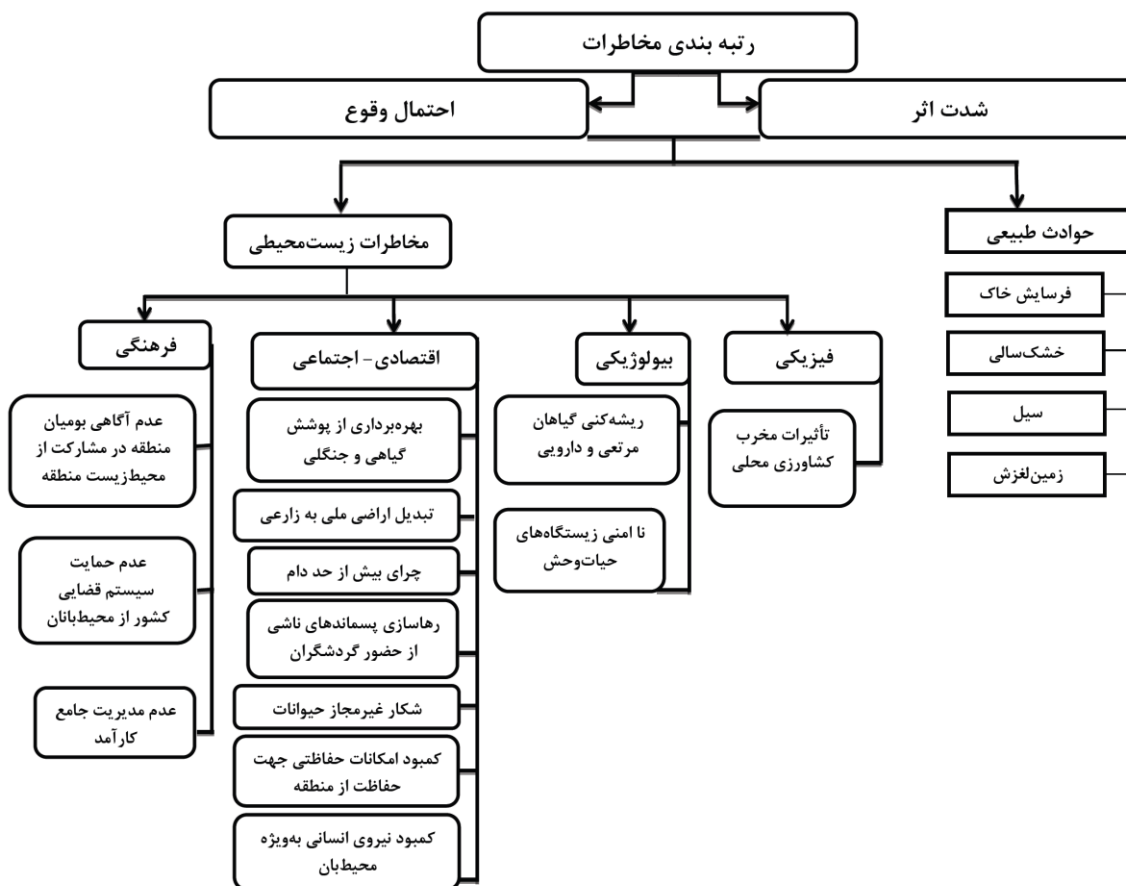 رتبه بندی مخاطرات
شدت اثر
احتمال وقوع
حوادث طبیعی
فرسایش خاک
خشک‌سالی
سیل
زمین‌لغزش
مخاطرات زیست‌محیطی
فیزیکی
تأثیرات مخرب
کشاورزی محلی
بیولوژیکی
ریشه‌کنی گیاهان
مرتعی و دارویی
نا امنی زیستگاه‌های
حیات‌وحش
اقتصادی- اجتماعی
بهره‌برداری از پوشش
گیاهی و جنگلی
تبدیل اراضی ملی به زارعی
چرای بیش از حد دام
رهاسازی پسماندهای ناشی
از حضور گردشگران
شکار غیرمجاز حیوانات
کمبود امکانات حفاظتی جهت
حفاظت از منطقه
کمبود نیروی انسانی به‌ویژه
محیط‌بان
فرهنگی
عدم آگاهی بومیان
منطقه در مشارکت از
محیط‌زیست منطقه
عدم حمایت
سیستم قضایی
کشور از محیط‌بانان
عدم مدیریت جامع
کارآمد